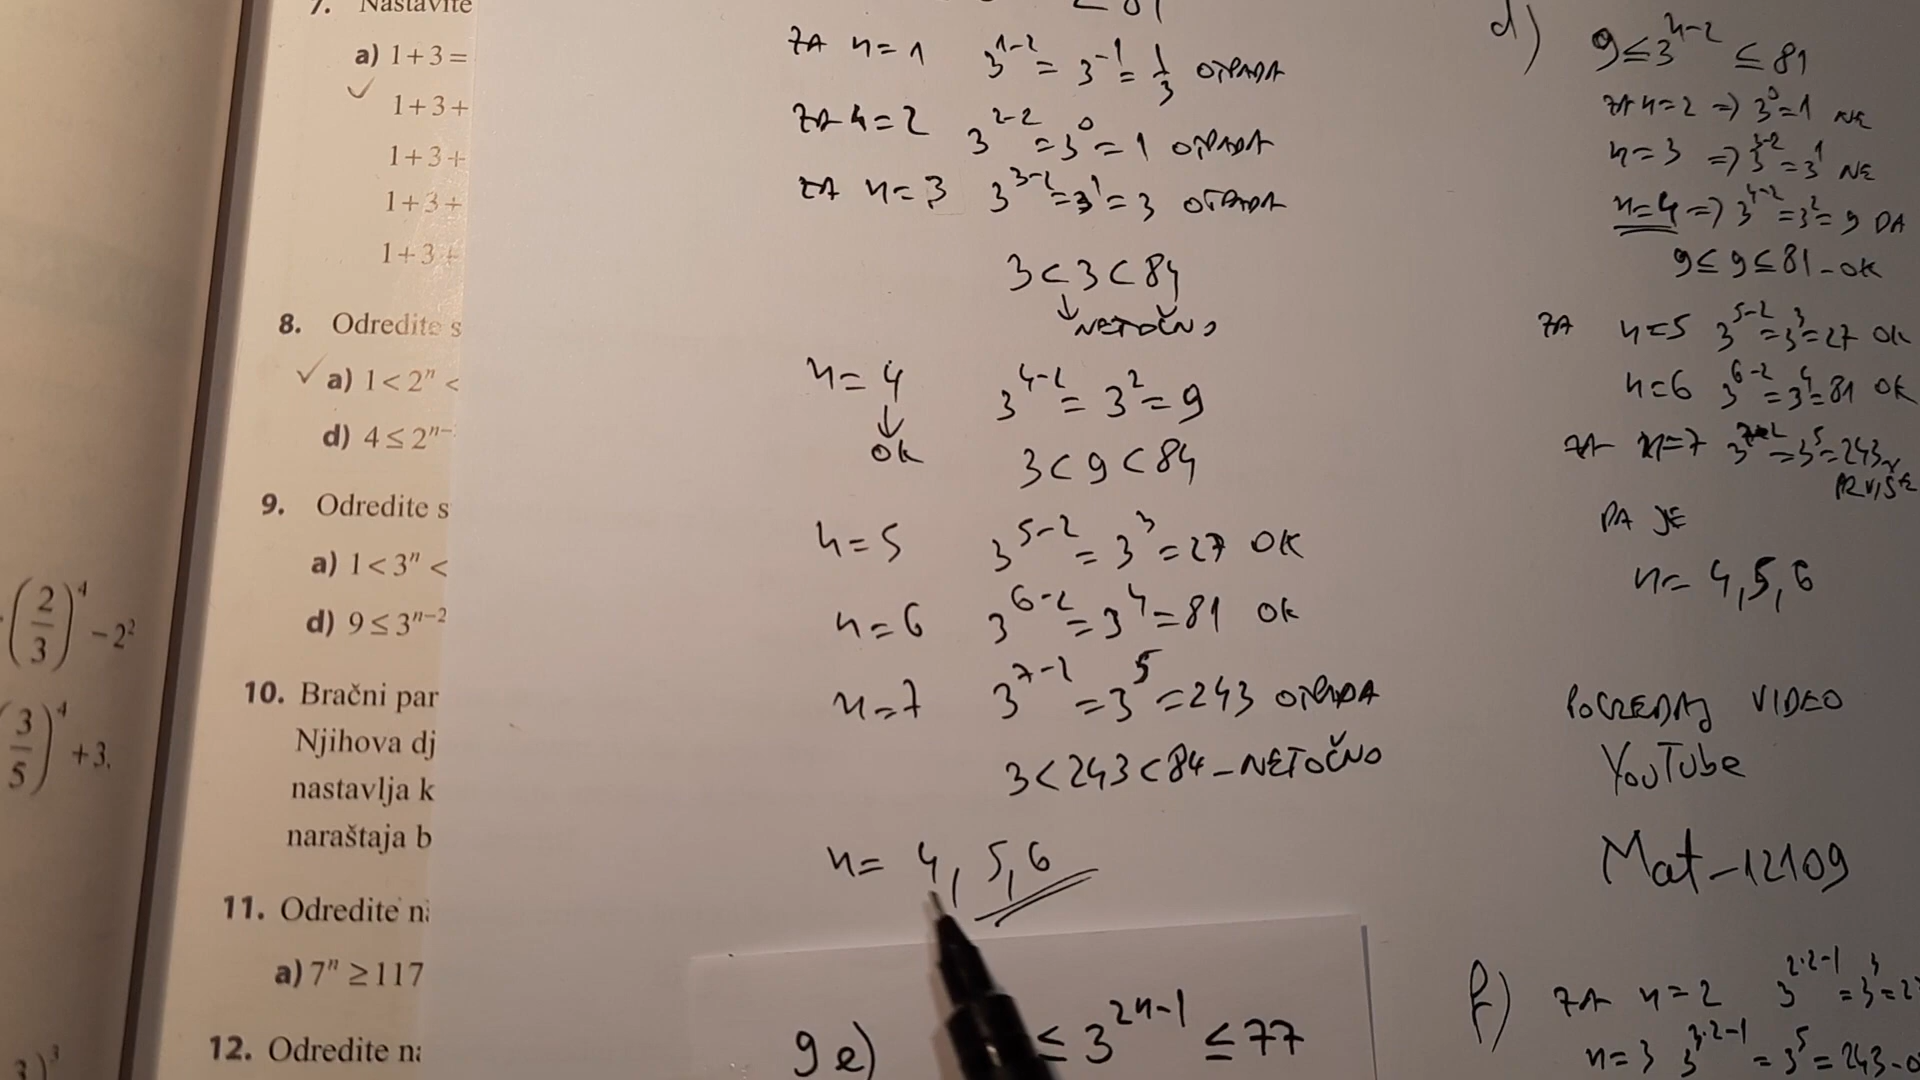 7. Nastavite
a) 1+3=
1+3+
1+3+
1+3+
1+3+
8. Odredite s
✓ a) 1<2ⁿ <
d) 4≤2ⁿ⁻
9. Odredite s
a) 1<3ⁿ <
d) 9≤3ⁿ⁻²
10. Bračni par
Njihova dj
nastavlja k
naraštaja b
11. Odredite n
a) 7ⁿ ≥117
12. Odredite n
(2/3)⁴ −2²
(3/5)⁴ +3,
ZA n=1 3¹⁻² = 3⁻¹ = 1/3 OTPADA
ZA n=2 3²⁻² = 3⁰ = 1 OTPADA
ZA n=3 3³⁻² = 3¹ = 3 OTPADA
3<3<84
↓ NETOČNO
n=4 3⁴⁻² = 3² = 9
↓
OK
3<9<84
n=5 3⁵⁻² = 3³ = 27 OK
n=6 3⁶⁻² = 3⁴ = 81 OK
n=7 3⁷⁻² = 3⁵ = 243 OTPADA
3<243<84 – NETOČNO
n= 4, 5, 6
9e) ≤ 3²ⁿ⁻¹ ≤ 77
d) 9≤3ⁿ⁻² ≤ 81
ZA n=2 => 3⁰=1 NE
n=3 => 3³⁻²=3¹ NE
n=4 => 3⁴⁻²=3²=9 DA
9≤9≤81 – OK
ZA n=5 3⁵⁻²=3³=27 OK
n=6 3⁶⁻²=3⁴=81 OK
ZA n=7 3⁷⁻²=3⁵=243
PREVIŠE
PA JE
n= 4,5,6
POGLEDAJ VIDEO
YouTube
Mat-12109
f) ZA n=2 3²·²⁻¹ =3³=2
n=3 3³·²⁻¹ =3⁵=243-